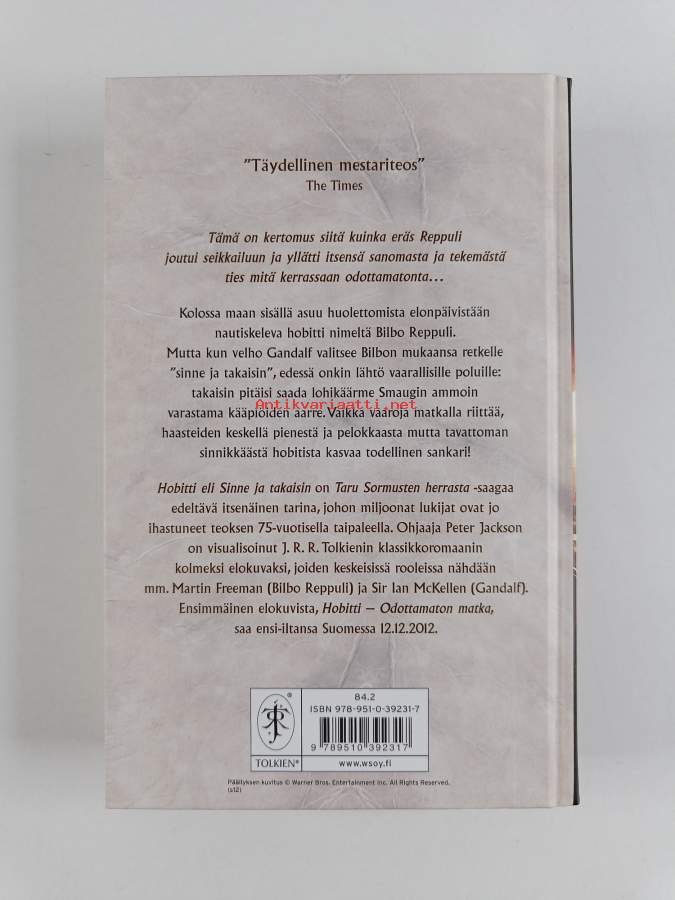 "Täydellinen mestariteos"
The Times
Tämä on kertomus siitä kuinka eräs Reppuli
joutui seikkailuun ja yllätti itsensä sanomasta ja tekemästä
ties mitä kerrassaan odottamatonta…
Kolossa maan sisällä asuu huolettomista elonpäivistään
nautiskeleva hobitti nimeltä Bilbo Reppuli.
Mutta kun velho Gandalf valitsee Bilbon mukaansa retkelle
"sinne ja takaisin", edessä onkin lähtö vaarallisille poluille:
takaisin pitäisi saada lohikäärme Smaugin ammoin
Antikvariaatti.net
varastama kääpiöiden aarre. Vaikka vaaroja matkalla riittää,
haasteiden keskellä pienestä ja pelokkaasta mutta tavattoman
sinnikkäästä hobitista kasvaa todellinen sankari!
Hobitti eli Sinne ja takaisin on Taru Sormusten herrasta -saagaa
edeltävä itsenäinen tarina, johon miljoonat lukijat ovat jo
ihastuneet teoksen 75-vuotisella taipaleella. Ohjaaja Peter Jackson
on visualisoinut J. R. R. Tolkienin klassikkoromaanin
kolmeksi elokuvaksi, joiden keskeisissä rooleissa nähdään
mm. Martin Freeman (Bilbo Reppuli) ja Sir Ian McKellen (Gandalf).
Ensimmäinen elokuvista, Hobitti – Odottamaton matka,
saa ensi-iltansa Suomessa 12.12.2012.
84.2
ISBN 978-951-0-39231-7
9 789510 392317
www.wsoy.fi
TOLKIEN®
Päällyksen kuvitus © Warner Bros. Entertainment Inc. All Rights Reserved.
(s12)